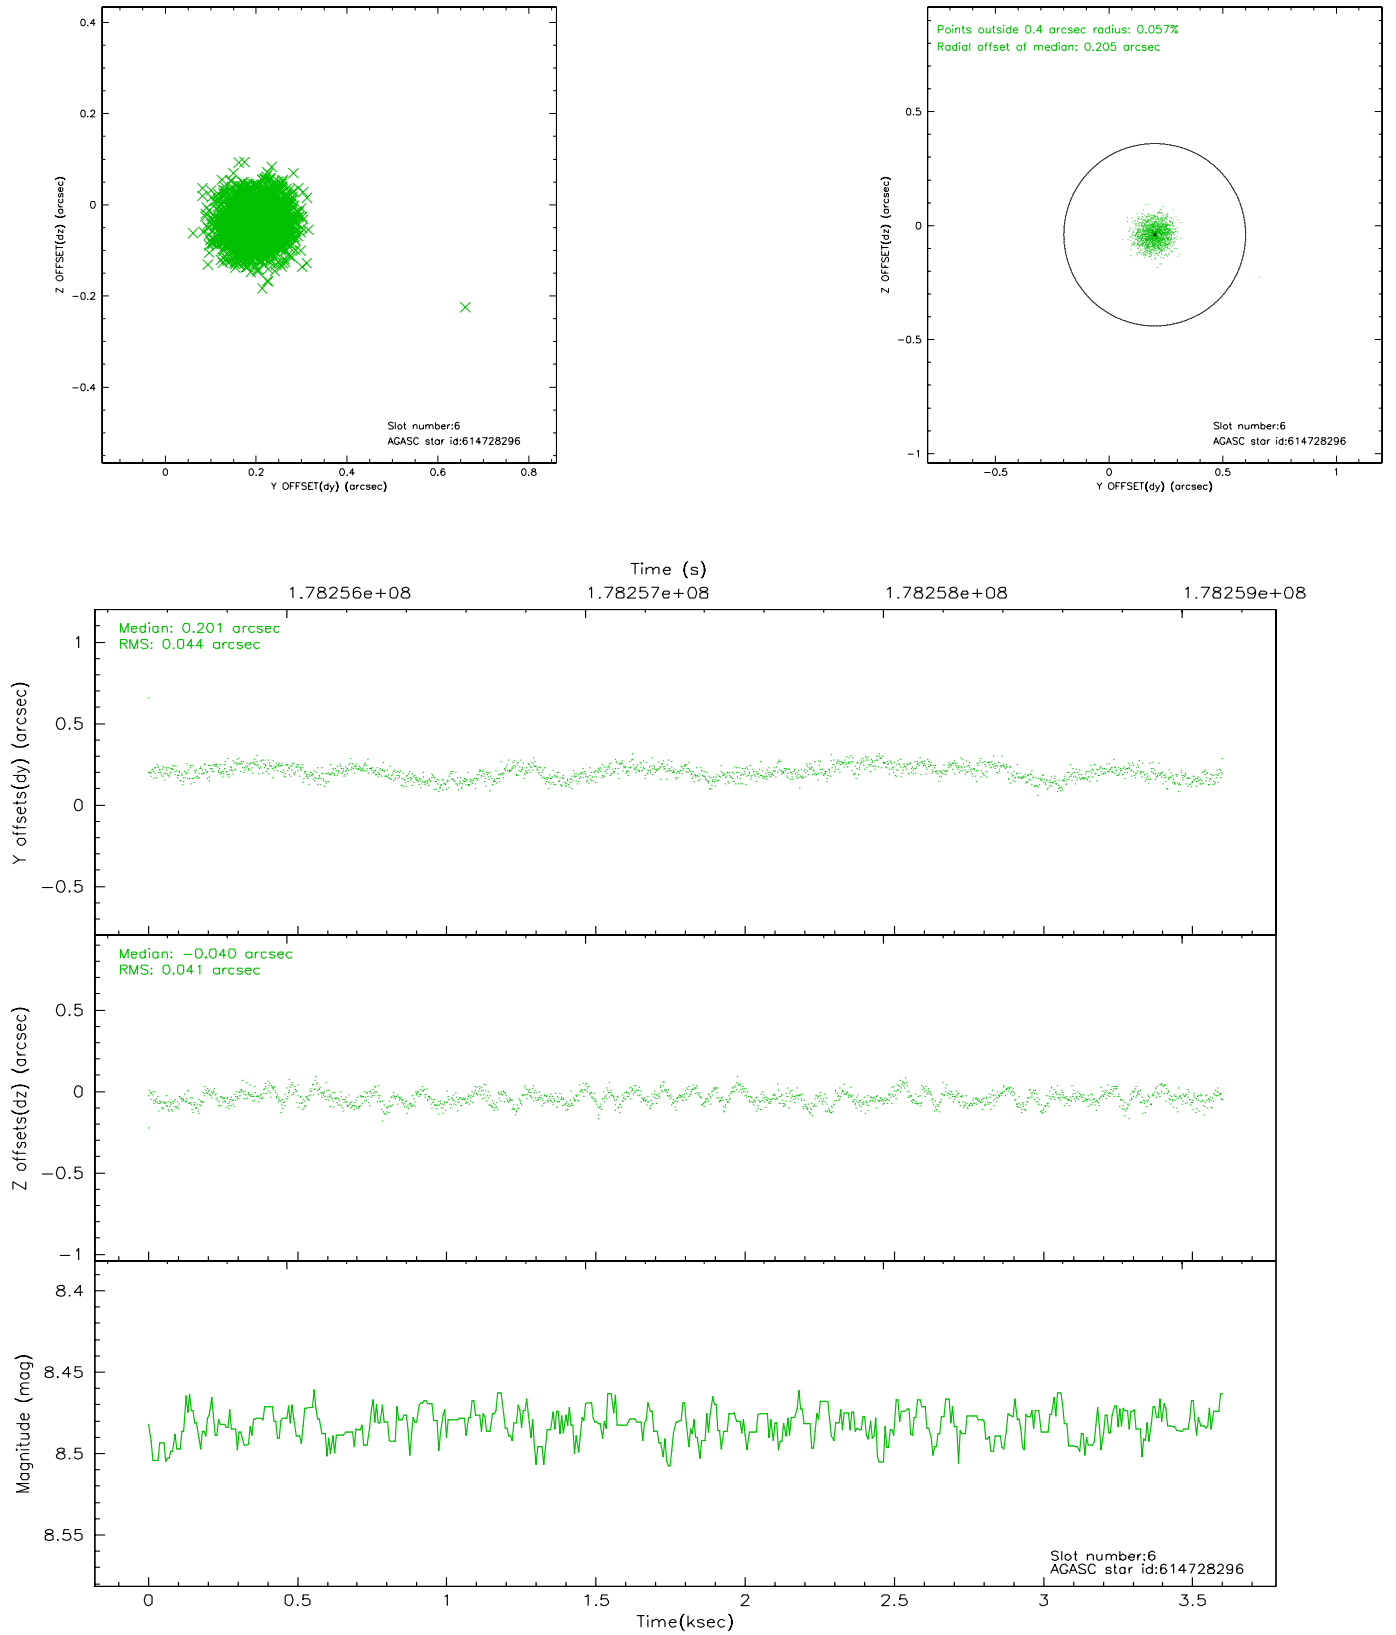 0.4
0.2
0
−0.2
−0.4
Z OFFSET(dz) (arcsec)
Slot number:6
AGASC star id:614728296
0 0.2 0.4 0.6 0.8
Y OFFSET(dy) (arcsec)
Points outside 0.4 arcsec radius: 0.057%
Radial offset of median: 0.205 arcsec
0.5
0
−0.5
−1
Z OFFSET(dz) (arcsec)
Slot number:6
AGASC star id:614728296
−0.5 0 0.5 1
Y OFFSET(dy) (arcsec)
Time (s)
1.78256e+08 1.78257e+08 1.78258e+08 1.78259e+08
Median: 0.201 arcsec
RMS: 0.044 arcsec
1
0.5
0
−0.5
Y offsets(dy) (arcsec)
Median: −0.040 arcsec
RMS: 0.041 arcsec
0.5
0
−0.5
−1
Z offsets(dz) (arcsec)
8.4
8.45
8.5
8.55
Magnitude (mag)
Slot number:6
AGASC star id:614728296
0 0.5 1 1.5 2 2.5 3 3.5
Time(ksec)